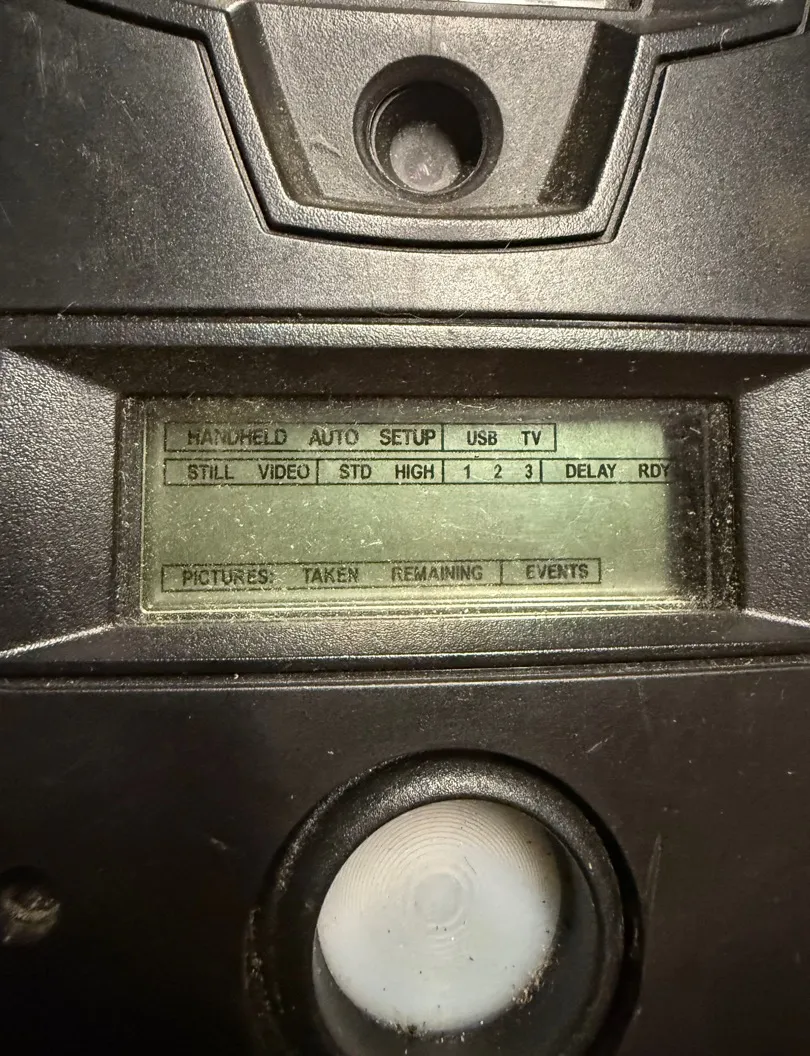 HANDHELD AUTO SETUP USB TV
STILL VIDEO STD HIGH 1 2 3 DELAY RDY
PICTURES: TAKEN REMAINING EVENTS